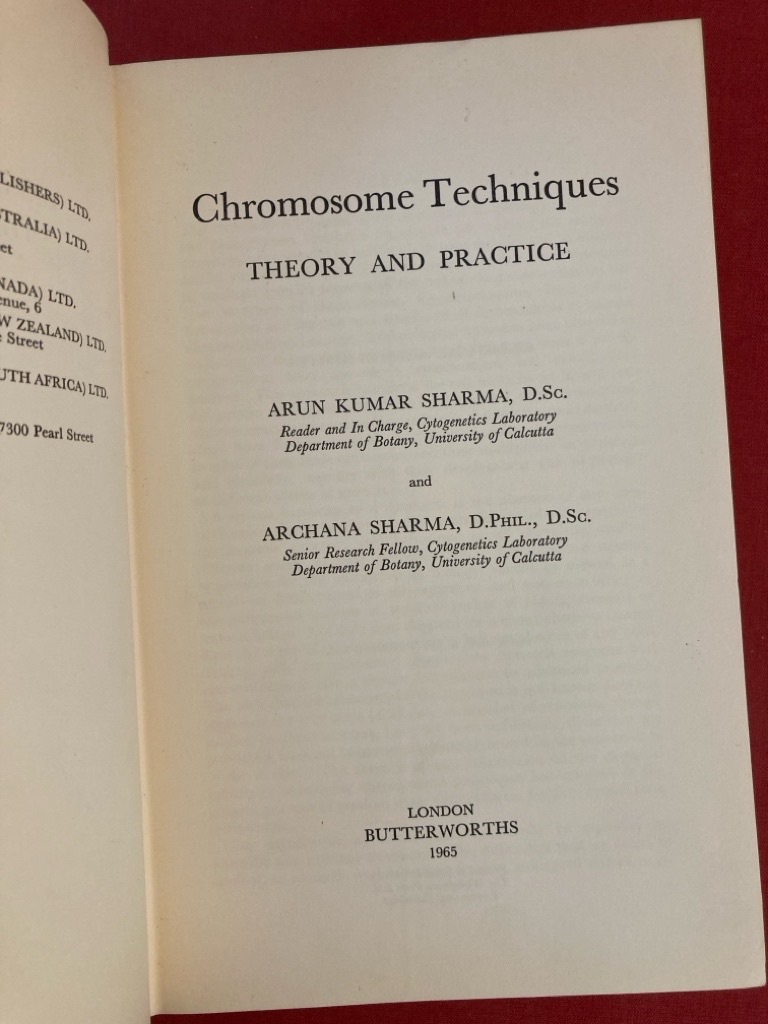 LISHERS) LTD.
TRALIA) LTD.
et
NADA) LTD.
enue, 6
W ZEALAND) LTD.
Street
UTH AFRICA) LTD.
7300 Pearl Street
Chromosome Techniques
THEORY AND PRACTICE
ARUN KUMAR SHARMA, D.Sc.
Reader and In Charge, Cytogenetics Laboratory
Department of Botany, University of Calcutta
and
ARCHANA SHARMA, D.PHIL., D.Sc.
Senior Research Fellow, Cytogenetics Laboratory
Department of Botany, University of Calcutta
LONDON
BUTTERWORTHS
1965